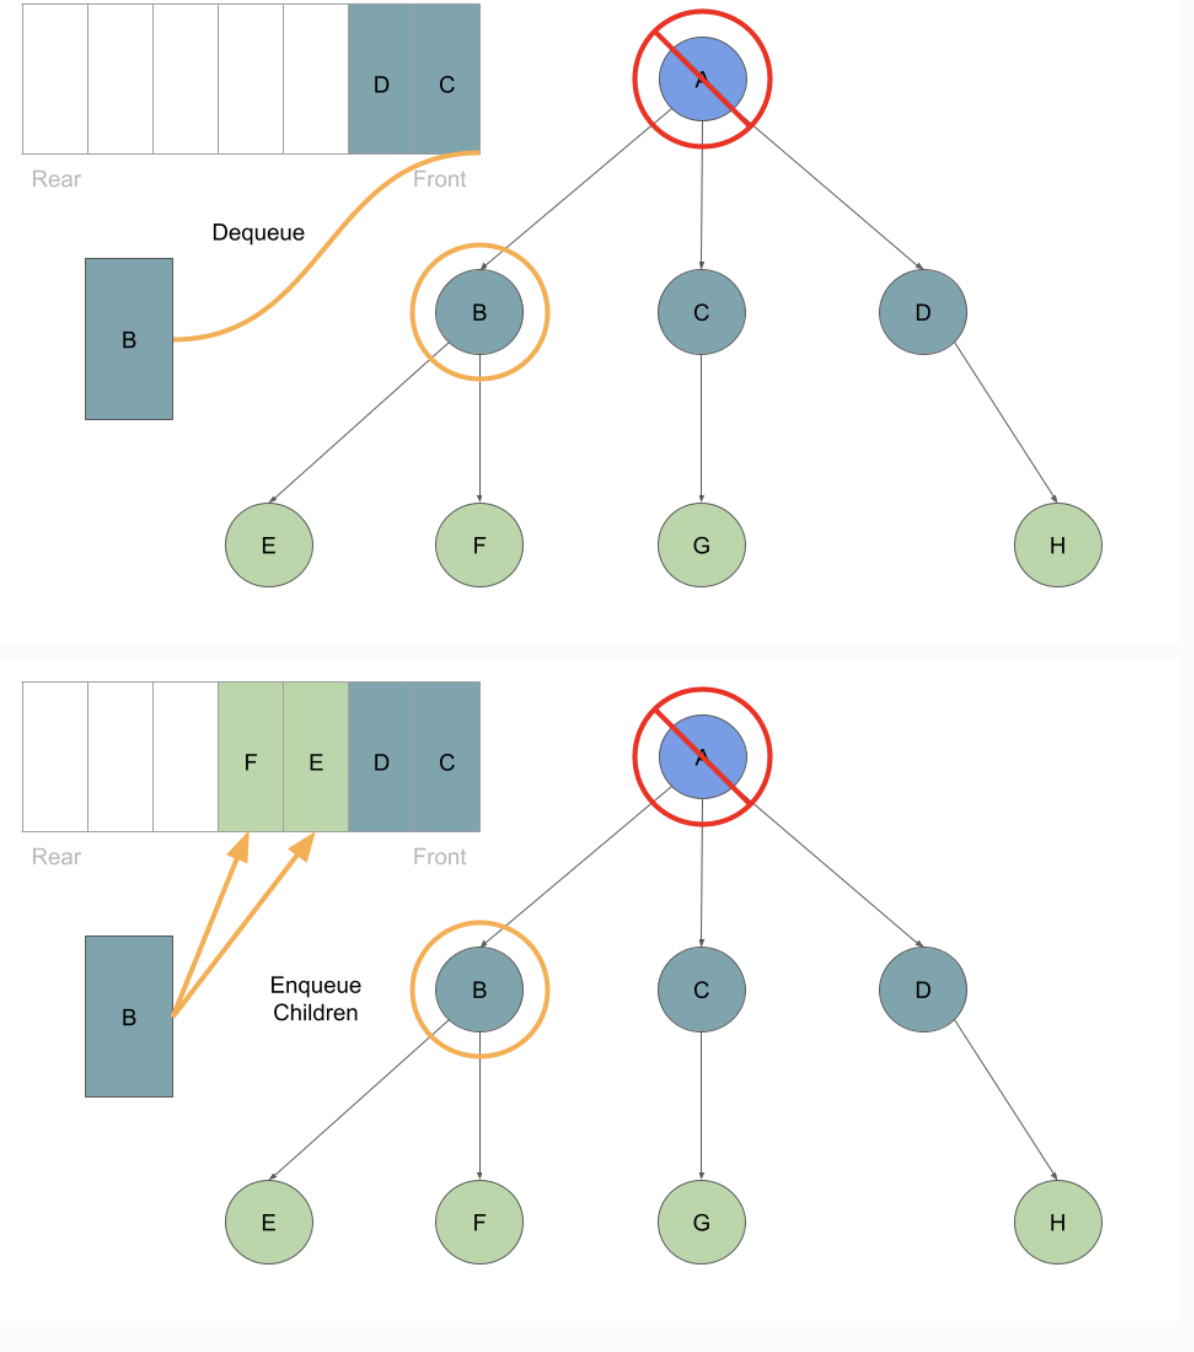 D C
A
Rear Front
Dequeue
B
B C D
E F G H
F E D C
A
Rear Front
Enqueue
Children
B
B C D
E F G H